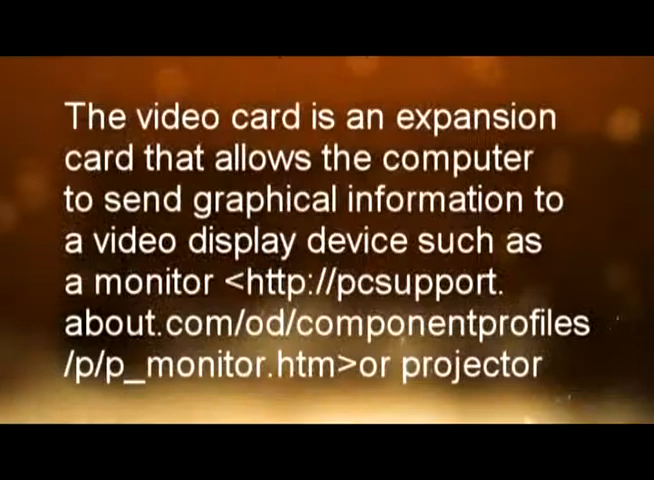 The video card is an expansion
card that allows the computer
to send graphical information to
a video display device such as
a monitor <http://pcsupport.
about.com/od/componentprofiles
/p/p_monitor.htm>or projector